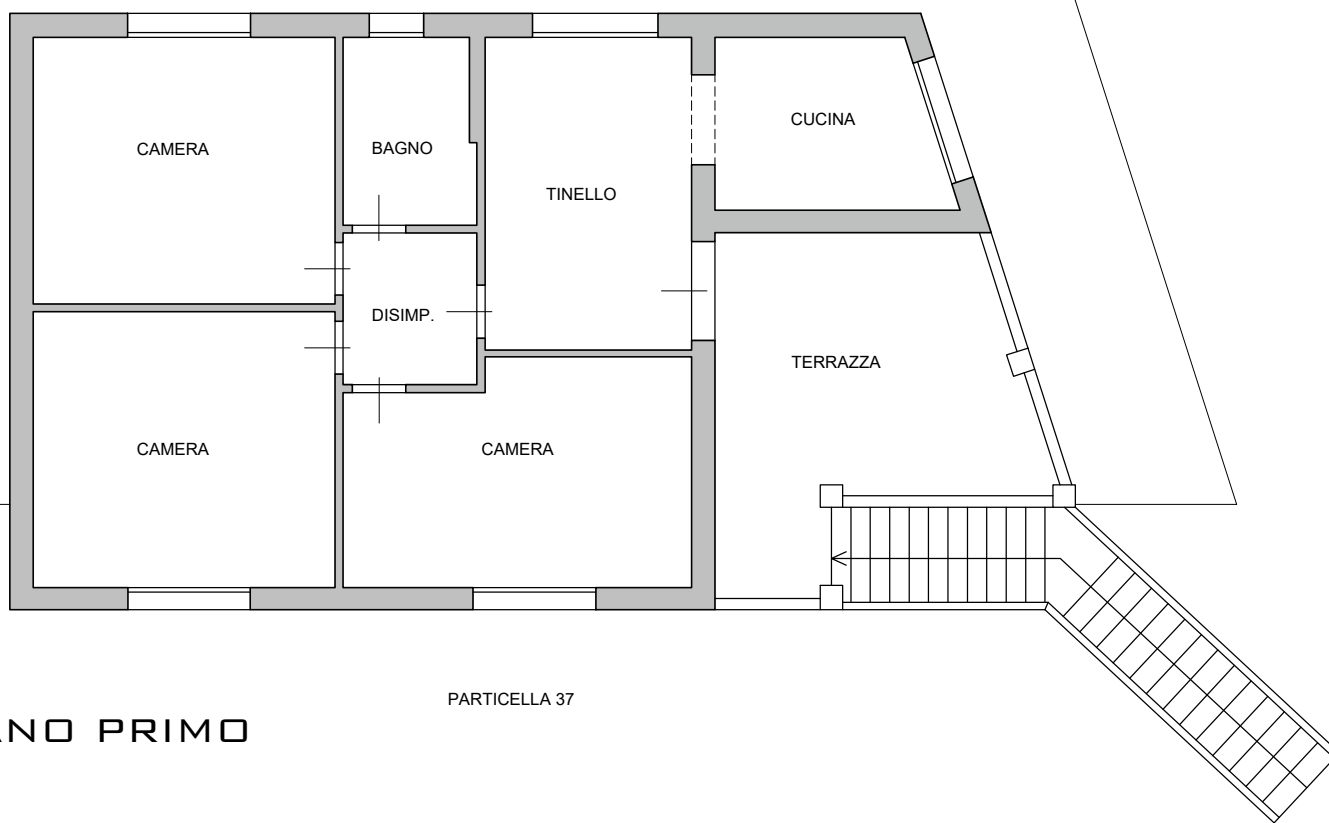 CUCINA
CAMERA
BAGNO
TINELLO
DISIMP.
TERRAZZA
CAMERA
CAMERA
PARTICELLA 37
ANO PRIMO